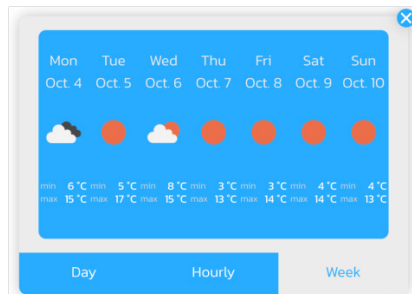 Mon Tue Wed Thu Fri Sat Sun
Oct. 4 Oct. 5 Oct. 6 Oct. 7 Oct. 8 Oct. 9 Oct. 10
min 6 °C min 5 °C min 8 °C min 3 °C min 3 °C min 4 °C min 4 °C
max 15 °C max 17 °C max 15 °C max 13 °C max 14 °C max 14 °C max 13 °C
Day Hourly Week